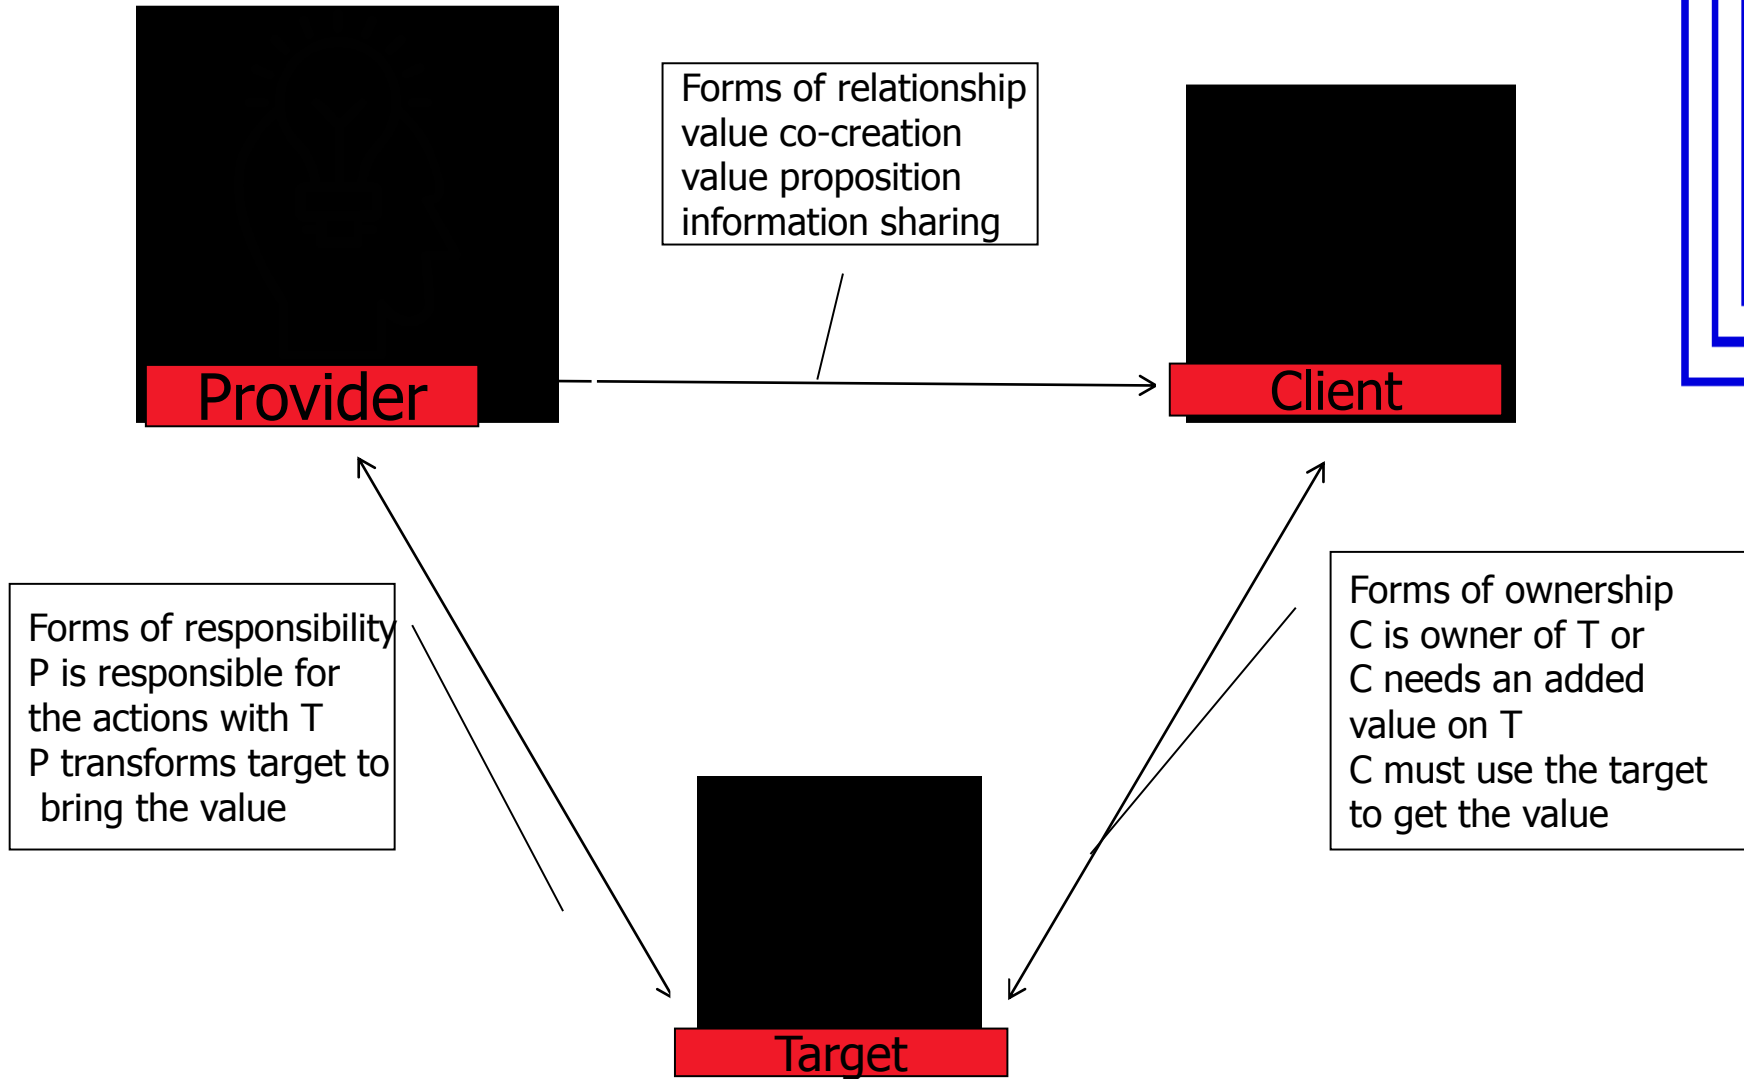 Forms of relationship
value co-creation
value proposition
information sharing
Provider
Client
Forms of responsibility
P is responsible for
the actions with T
P transforms target to
bring the value
Forms of ownership
C is owner of T or
C needs an added
value on T
C must use the target
to get the value
Target